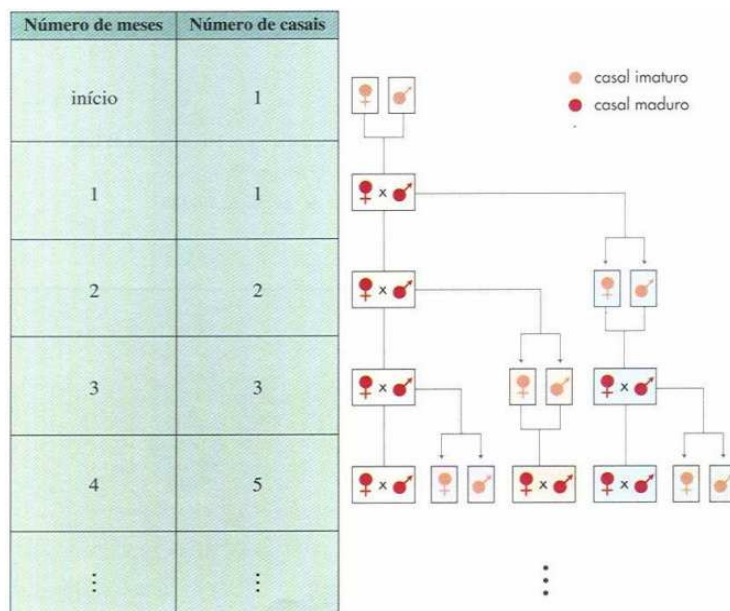 Número de meses Número de casais
início 1
1 1
2 2
3 3
4 5
⋮ ⋮
casal imaturo
casal maduro
♀ ♂
♀ x ♂
♀ x ♂ ♀ ♂
♀ x ♂ ♀ ♂ ♀ x ♂
♀ x ♂ ♀ ♂ ♀ x ♂ ♀ x ♂ ♀ ♂
⋮